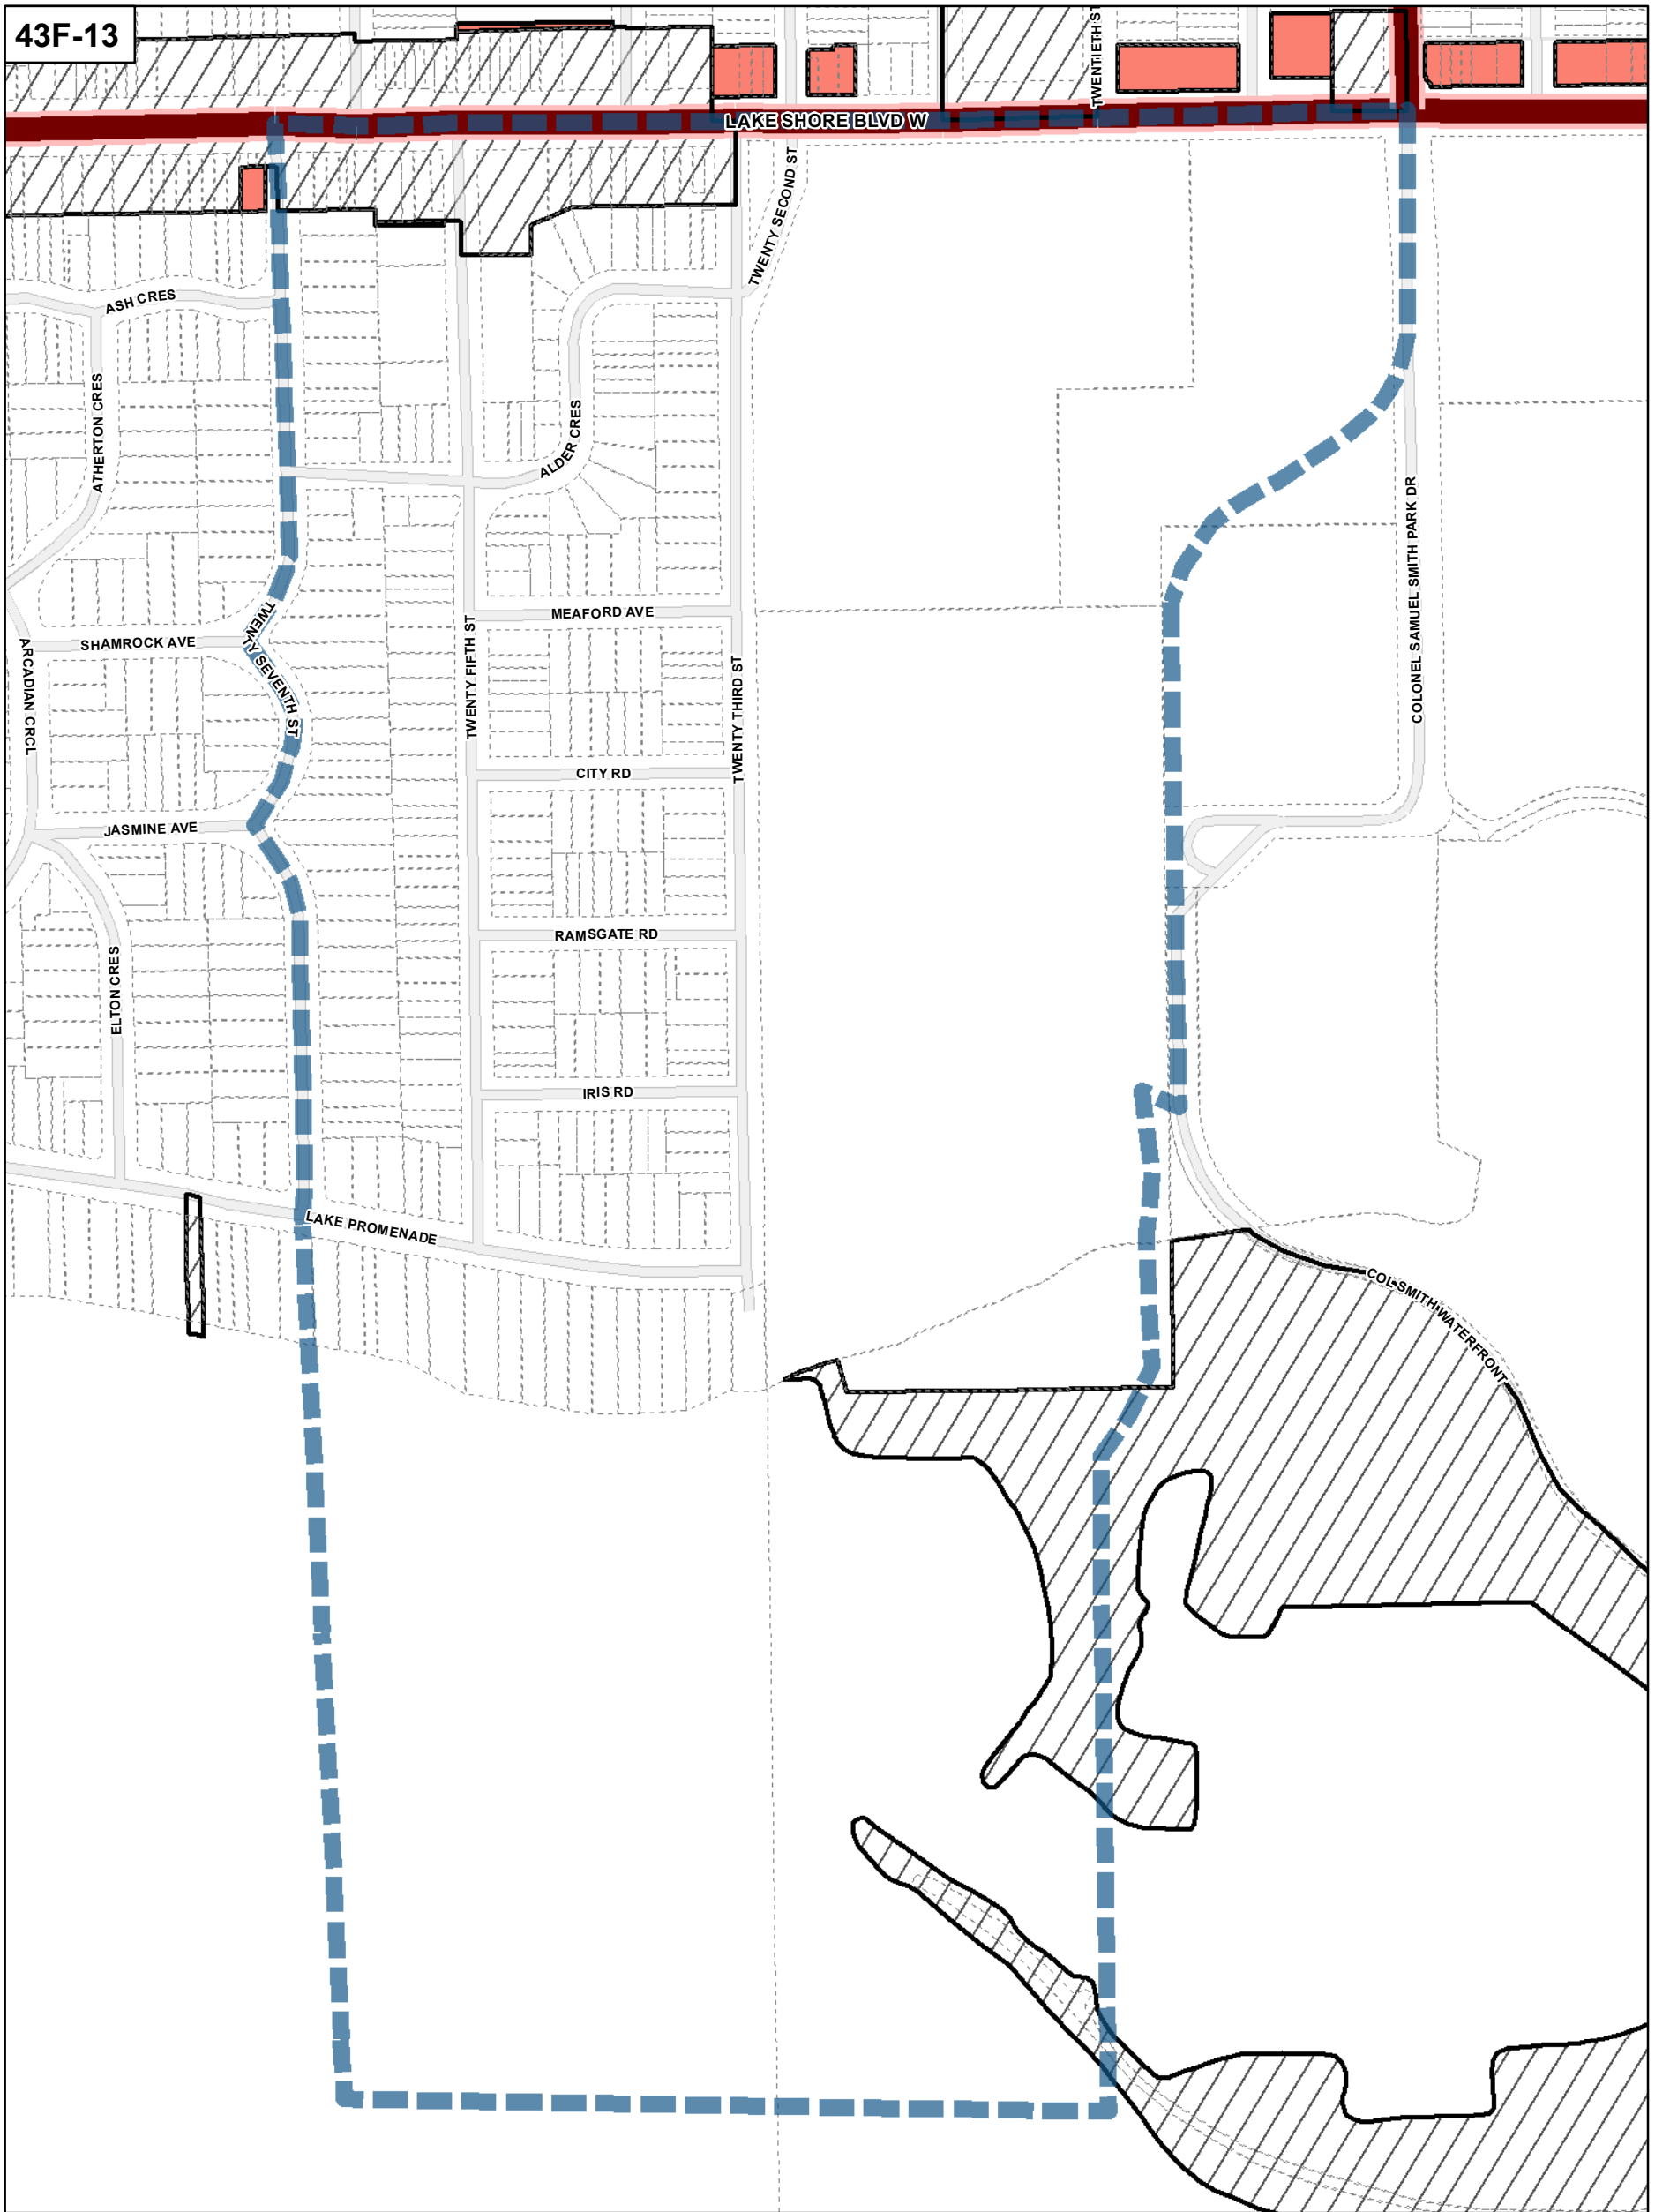 43F-13
TWENTIETH ST
LAKE SHORE BLVD W
TWENTY SECOND ST
ASH CRES
ATHERTON CRES
ALDER CRES
COLONEL SAMUEL SMITH PARK DR
MEAFORD AVE
SHAMROCK AVE
TWENTY SEVENTH ST
ARCADIAN CRCL
TWENTY FIFTH ST
TWENTY THIRD ST
CITY RD
JASMINE AVE
RAMSGATE RD
ELTON CRES
IRIS RD
LAKE PROMENADE
COL SMITH WATERFRONT